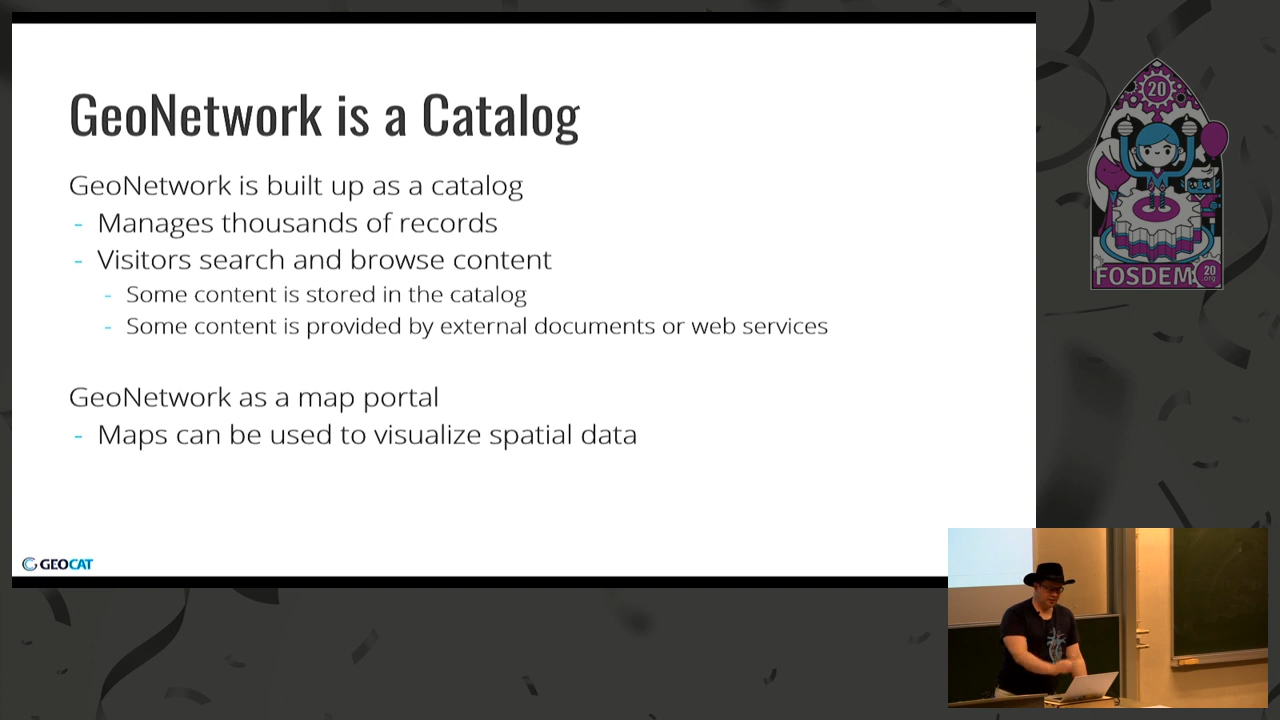 GeoNetwork is a Catalog
GeoNetwork is built up as a catalog
- Manages thousands of records
- Visitors search and browse content
- Some content is stored in the catalog
- Some content is provided by external documents or web services
GeoNetwork as a map portal
- Maps can be used to visualize spatial data
GEOCAT
20
FOSDEM
20
.org